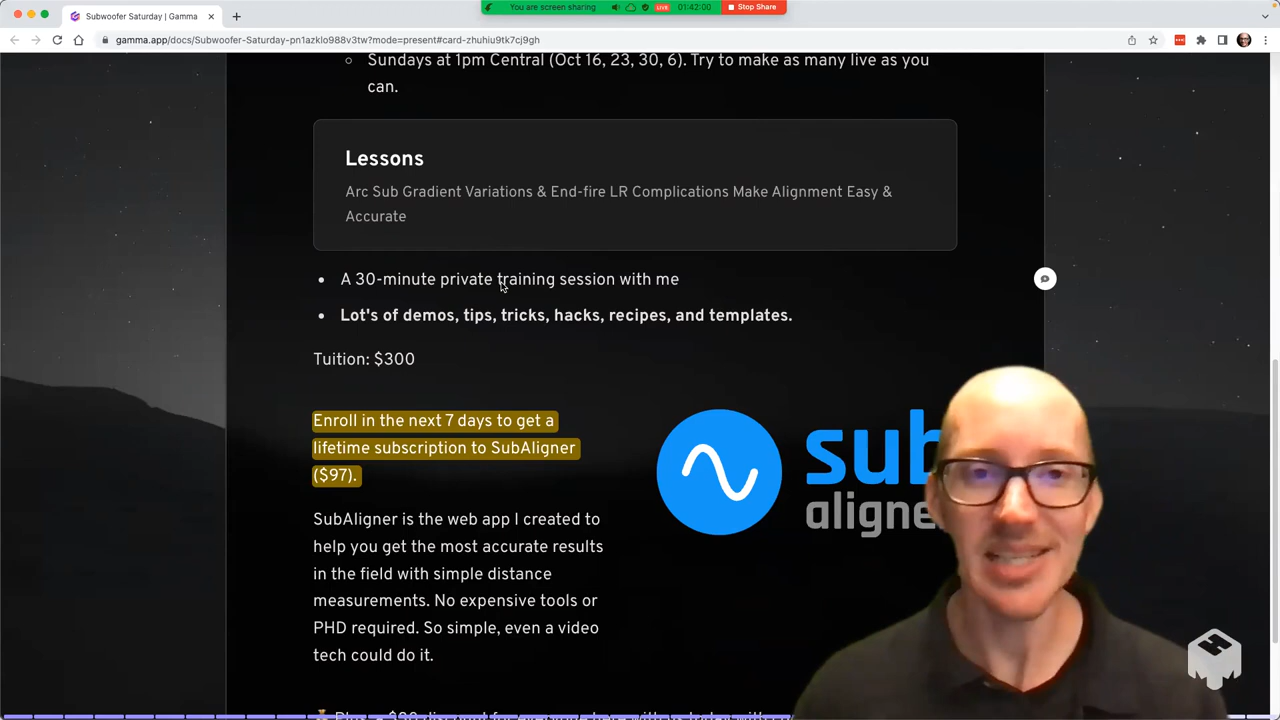 You are screen sharing
LIVE
01:42:00
Stop Share
Subwoofer Saturday | Gamma
gamma.app/docs/Subwoofer-Saturday-pn1azklo988v3tw?mode=present#card-zhuhiu9tk7cj9gh
Sundays at 1pm Central (Oct 16, 23, 30, 6). Try to make as many live as you
can.
Lessons
Arc Sub Gradient Variations & End-fire LR Complications Make Alignment Easy &
Accurate
A 30-minute private training session with me
Lot's of demos, tips, tricks, hacks, recipes, and templates.
Tuition: $300
Enroll in the next 7 days to get a
lifetime subscription to SubAligner
($97).
SubAligner is the web app I created to
help you get the most accurate results
in the field with simple distance
measurements. No expensive tools or
PHD required. So simple, even a video
tech could do it.
sub
aligne